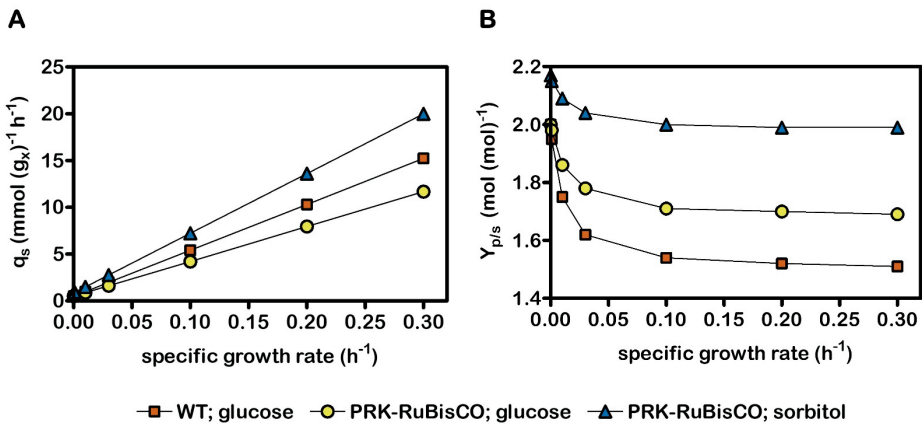 A
B
25
20
15
10
5
0
q_s (mmol (g_x)^-1 h^-1)
0.00 0.05 0.10 0.15 0.20 0.25 0.30
specific growth rate (h^-1)
2.2
2.0
1.8
1.6
1.4
Y_p/s (mol (mol)^-1)
0.00 0.05 0.10 0.15 0.20 0.25 0.30
specific growth rate (h^-1)
WT; glucose PRK-RuBisCO; glucose PRK-RuBisCO; sorbitol